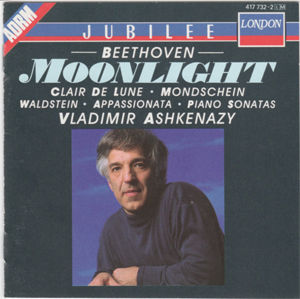 417 732-2
ADRM
JUBILEE
LONDON
BEETHOVEN
MOONLIGHT
CLAIR DE LUNE • MONDSCHEIN
WALDSTEIN • APPASSIONATA • PIANO SONATAS
VLADIMIR ASHKENAZY